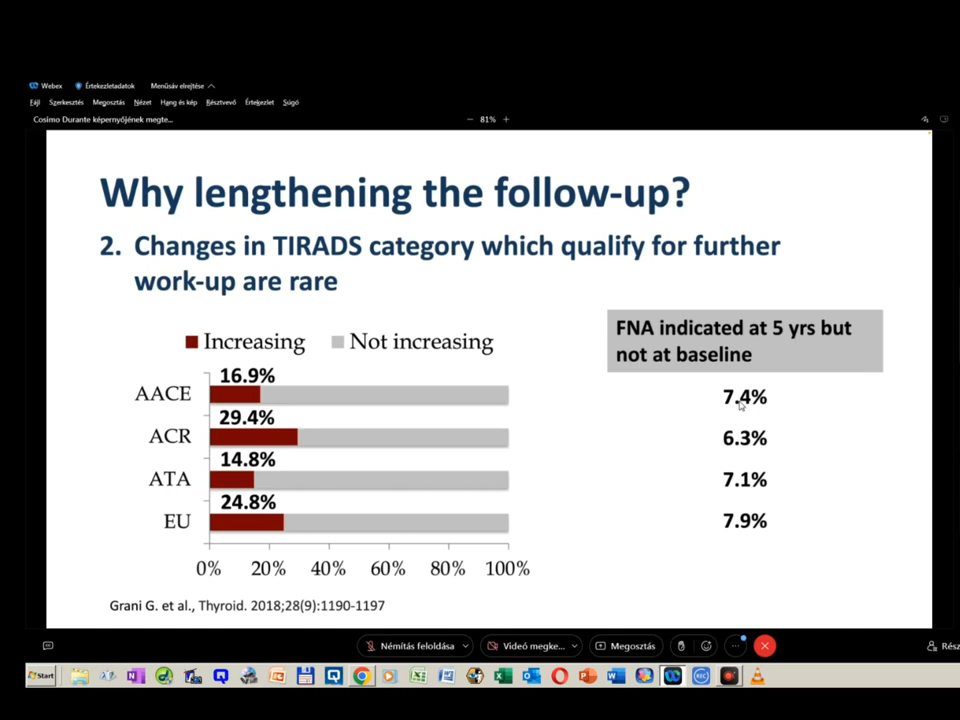 Webex Értekezletadatok Menüsáv elrejtése
Fájl Szerkesztés Megosztás Nézet Hang és kép Résztvevő Értekezlet Súgó
Cosimo Durante képernyőjének megte...
81%
Why lengthening the follow-up?
2. Changes in TIRADS category which qualify for further
work-up are rare
Increasing Not increasing
FNA indicated at 5 yrs but
not at baseline
16.9%
AACE
7.4%
29.4%
ACR
6.3%
14.8%
ATA
7.1%
24.8%
EU
7.9%
0% 20% 40% 60% 80% 100%
Grani G. et al., Thyroid. 2018;28(9):1190-1197
Némítás feloldása Videó megke... Megosztás Rész
Start